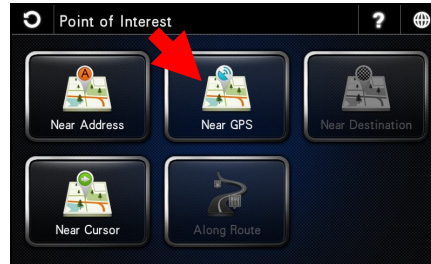 Point of Interest
?
A
Near Address
Near GPS
Near Destination
Near Cursor
Along Route